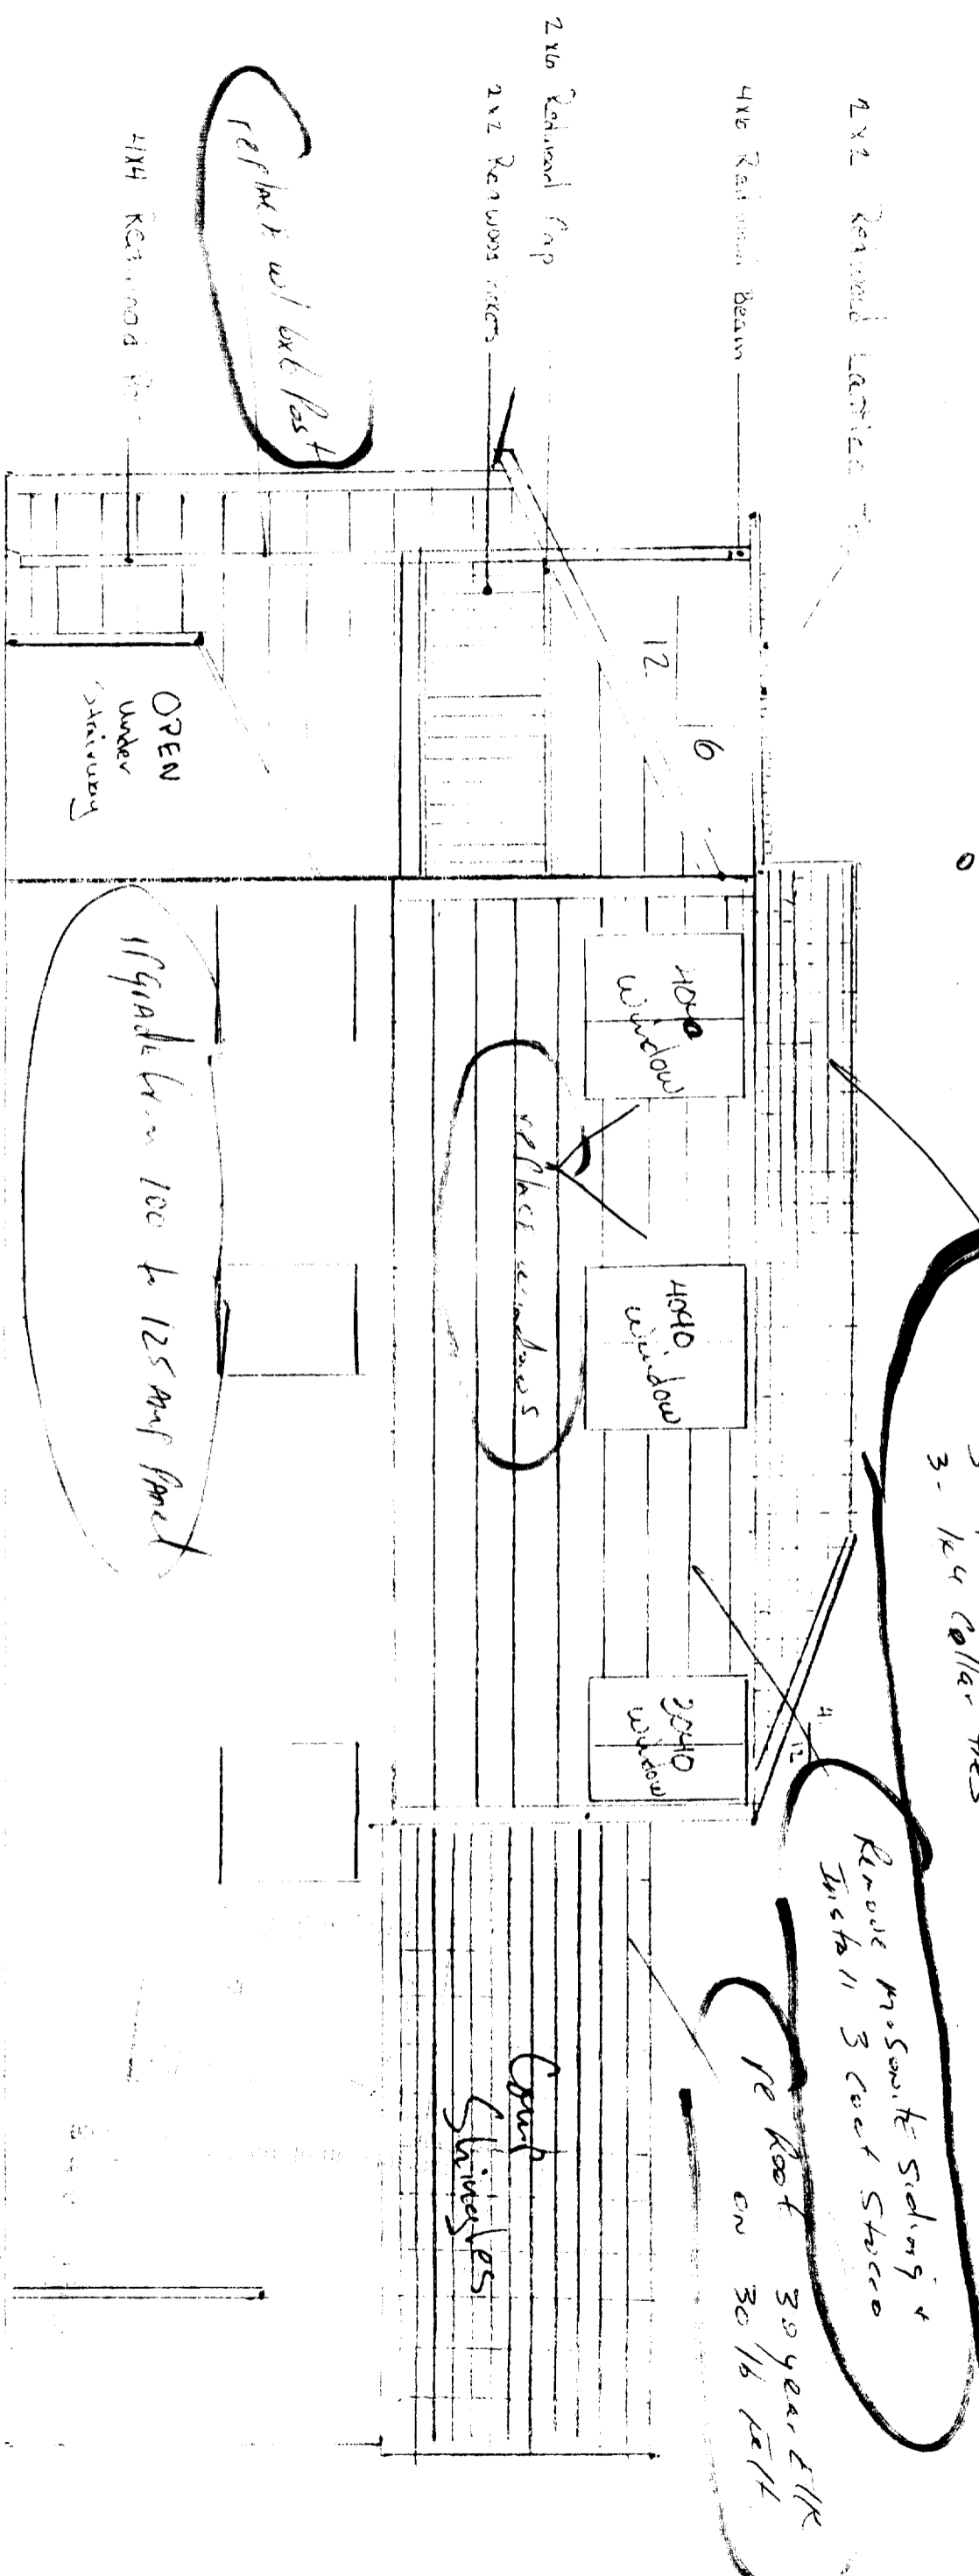 3- 1x4 Collar ties
Remove Masonite Siding +
Install 3 Coat Stucco
re Roof 30 year Elk
on 30 lb felt
2x2 Redwood Lattice
4x6 Redwood Beam
2x6 Redwood Cap
2x2 Redwood
replace w/ 6x6 Post
4x4 Redwood
12
6
4
12
4040
window
4040
window
2040
window
replace windows
OPEN
under
stairway
upgrade from 100 to 125 Amp Panel
Comp
Shingles